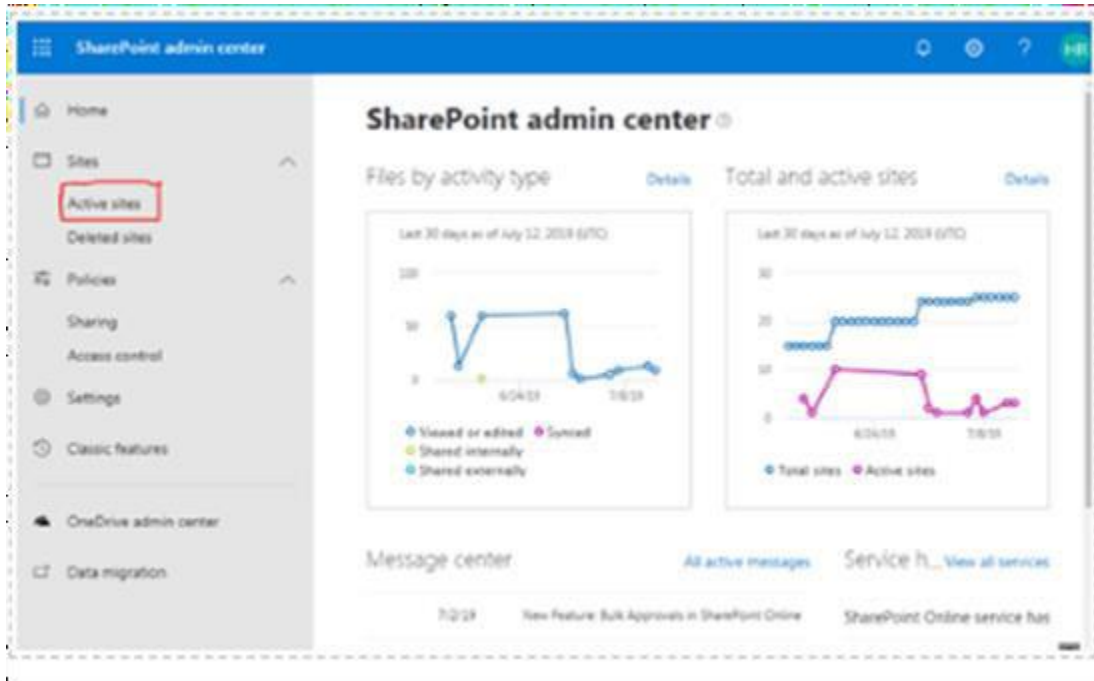 SharePoint admin center
?
HR
Home
Sites
Active sites
Deleted sites
Policies
Sharing
Access control
Settings
Classic features
OneDrive admin center
Data migration
SharePoint admin center
Files by activity type
Details
Last 30 days as of July 12, 2019 (UTC)
100
50
0
6/24/19
7/8/19
Viewed or edited
Synced
Shared internally
Shared externally
Total and active sites
Details
Last 30 days as of July 12, 2019 (UTC)
30
20
10
0
6/24/19
7/8/19
Total sites
Active sites
Message center
All active messages
7/2/19
New Feature: Bulk Approvals in SharePoint Online
Service h...
View all services
SharePoint Online service has